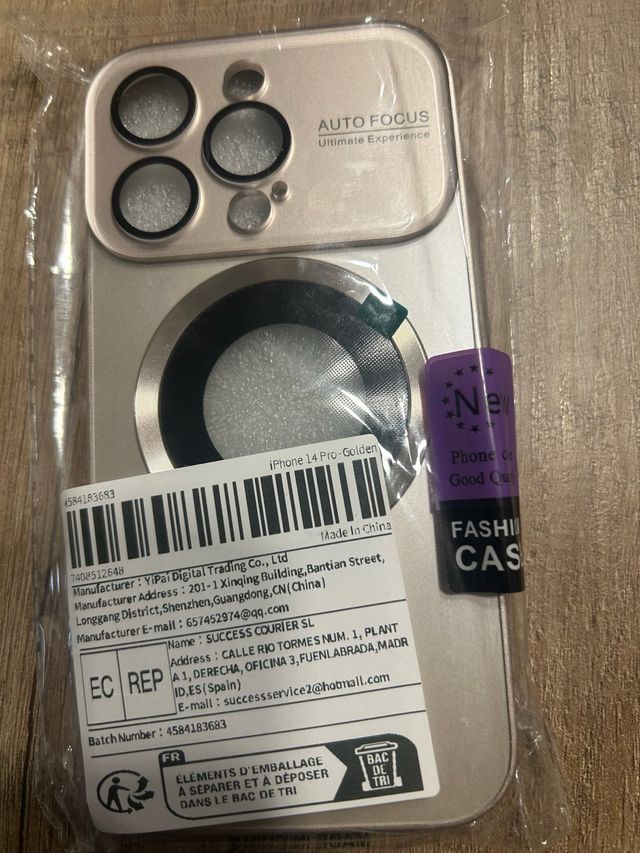 AUTO FOCUS
Ultimate Experience
New
Phone
Good
CAS
iPhone 14 Pro-Golden
4584183683
Made In China
7408512648
Manufacturer : YiPai Digital Trading Co., Ltd
Manufacturer Address : 201-1 Xinqing Building, Bantian Street,
Longgang District,Shenzhen,Guangdong,CN(China)
Manufacturer E-mail : 657452974@qq.com
EC REP
Name : SUCCESS COURIER SL
Address : CALLE RIO TORMES NUM. 1, PLANT
A 1, DERECHA, OFICINA 3,FUENLABRADA,MADR
ID,ES(Spain)
E-mail : successservice2@hotmail.com
Batch Number : 4584183683
FR
ÉLÉMENTS D'EMBALLAGE
À SÉPARER ET À DÉPOSER
DANS LE BAC DE TRI
BAC
DE
TRI